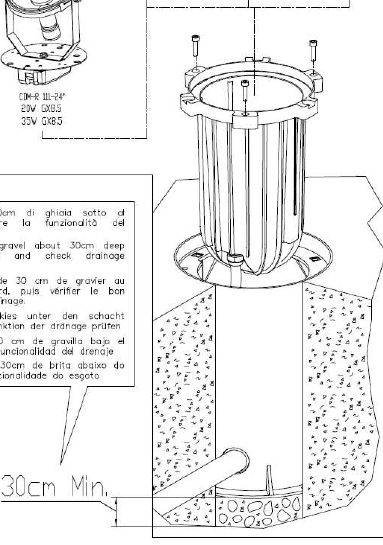 CDM-R 111-24°
20W GX8.5
35W GX8.5
0cm di ghiaia sotto al
re la funzionalità del
gravel about 30cm deep
and check drainage
de 30 cm de gravier au
rd, puis vérifier le bon
inage.
kies unter den schacht
nktion der dränage prüfen
0 cm de gravilla bajo el
uncionalidad del drenaje
30cm de brita abaixo do
cionalidade do esgoto
30cm Min.